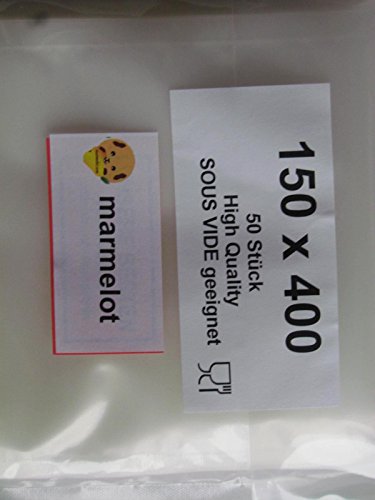 150 x 400
50 Stück
High Quality
SOUS VIDE geeignet
marmelot